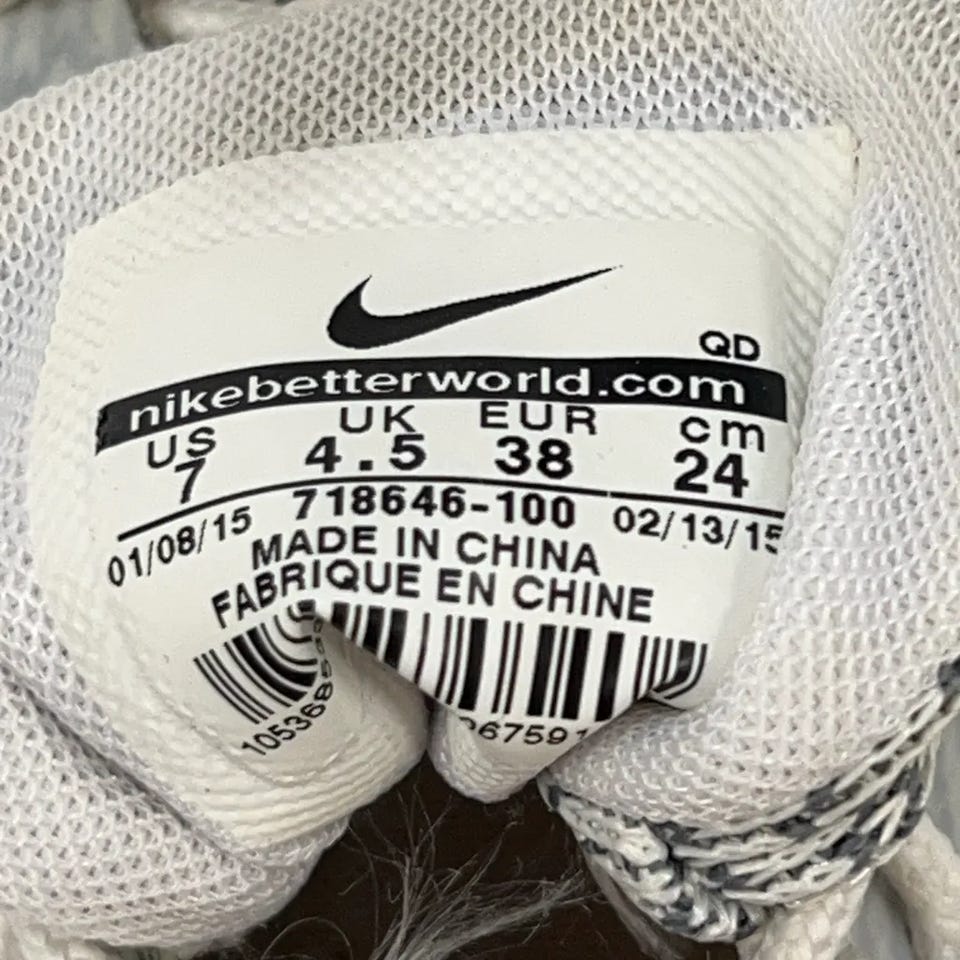 QD
nikebetterworld.com
US UK EUR cm
7 4.5 38 24
01/08/15 718646-100 02/13/15
MADE IN CHINA
FABRIQUE EN CHINE